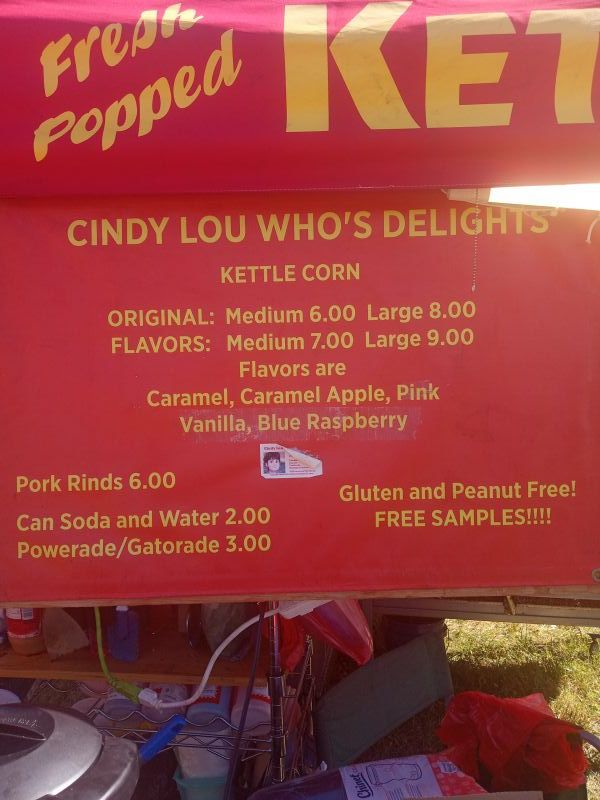 Fresh
Popped
KET
CINDY LOU WHO'S DELIGHTS
KETTLE CORN
ORIGINAL: Medium 6.00 Large 8.00
FLAVORS: Medium 7.00 Large 9.00
Flavors are
Caramel, Caramel Apple, Pink
Vanilla, Blue Raspberry
Pork Rinds 6.00
Can Soda and Water 2.00
Powerade/Gatorade 3.00
Gluten and Peanut Free!
FREE SAMPLES!!!!
Chinet